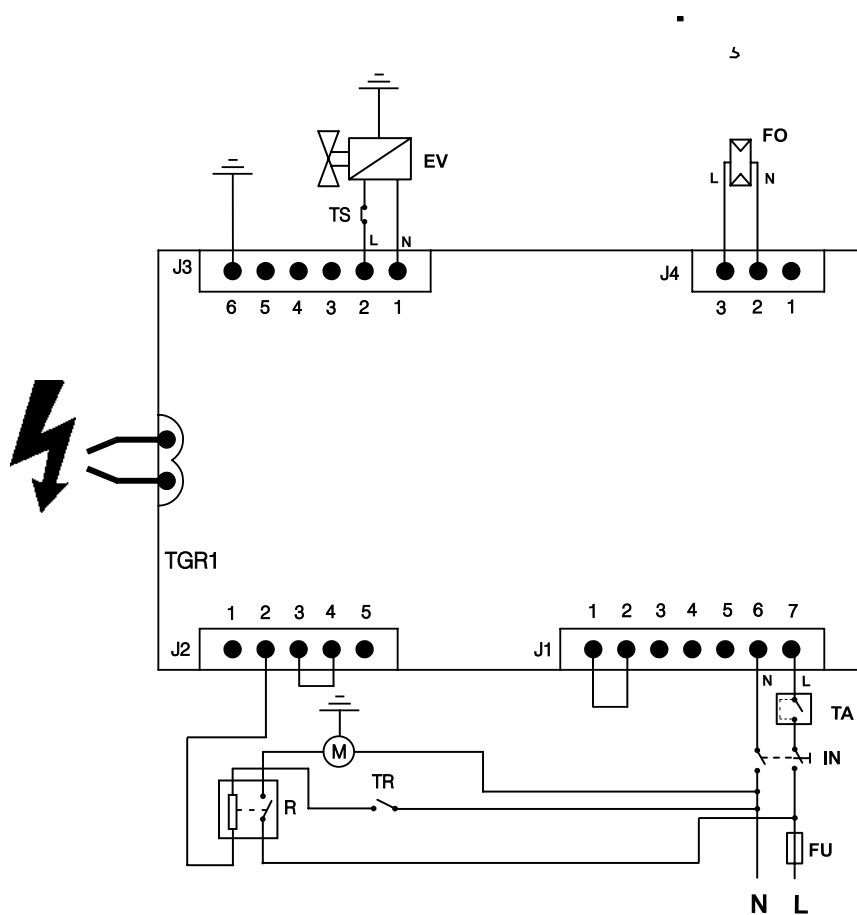 FO
EV
L N
TS
L N
J3
J4
6 5 4 3 2 1
3 2 1
TGR1
1 2 3 4 5
1 2 3 4 5 6 7
J2
J1
N L
TA
M
IN
TR
R
FU
N L